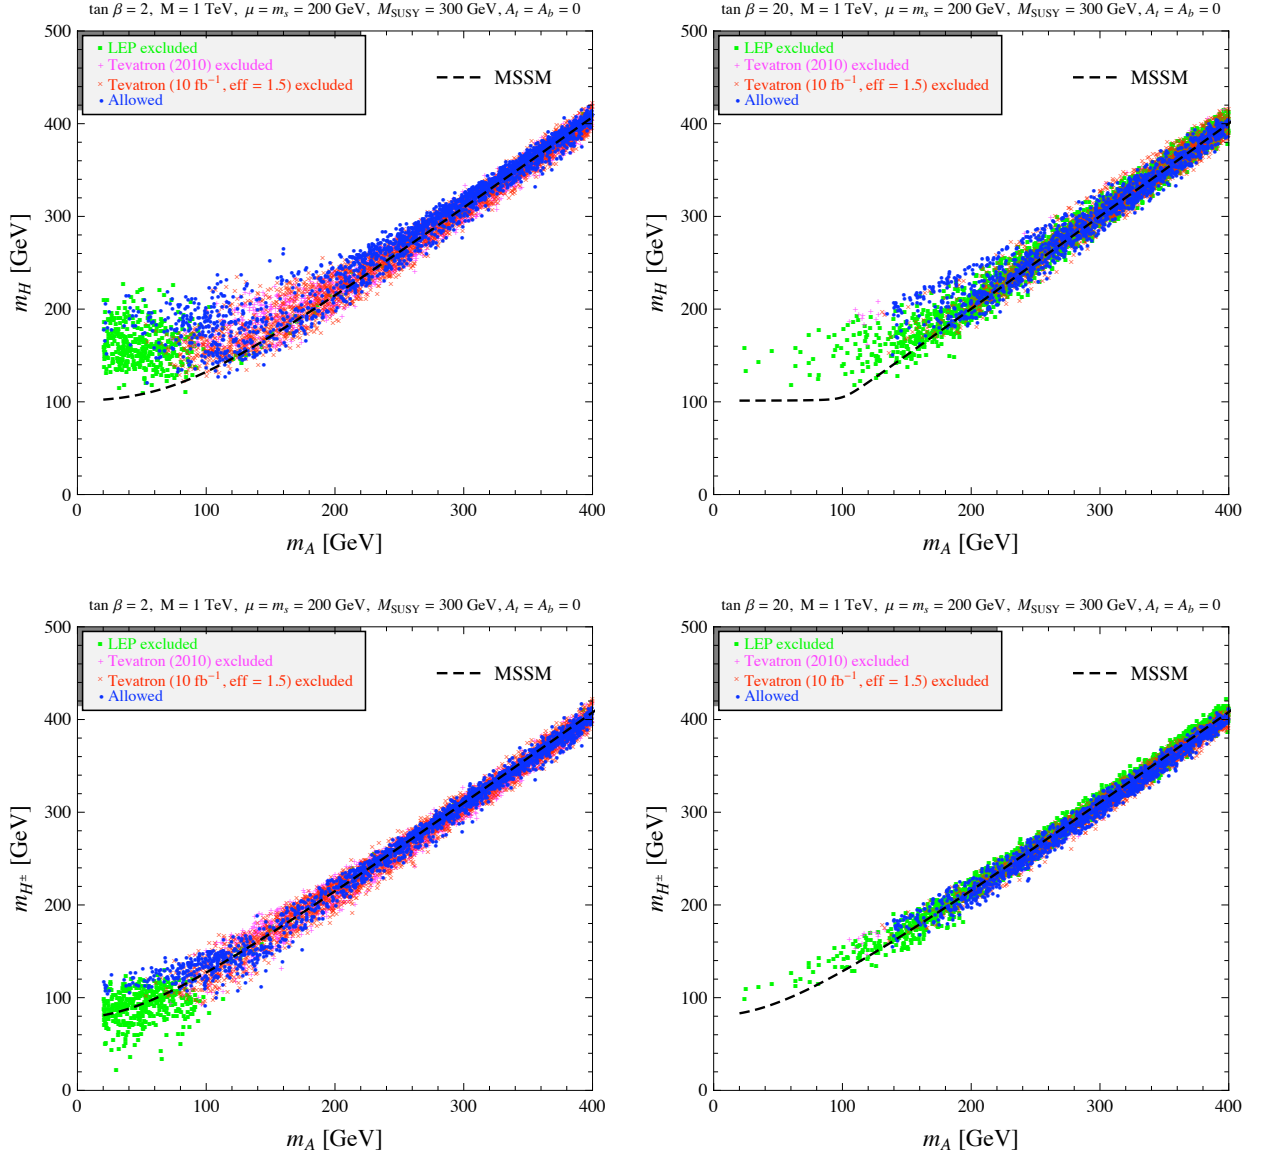 tan β = 2, M = 1 TeV, μ = mₛ = 200 GeV, M_SUSY = 300 GeV, Aₜ = A_b = 0
500
400
300
200
100
0
0 100 200 300 400
m_H [GeV]
m_A [GeV]
LEP excluded
Tevatron (2010) excluded
Tevatron (10 fb⁻¹, eff = 1.5) excluded
Allowed
MSSM
tan β = 20, M = 1 TeV, μ = mₛ = 200 GeV, M_SUSY = 300 GeV, Aₜ = A_b = 0
500
400
300
200
100
0
0 100 200 300 400
m_H [GeV]
m_A [GeV]
LEP excluded
Tevatron (2010) excluded
Tevatron (10 fb⁻¹, eff = 1.5) excluded
Allowed
MSSM
tan β = 2, M = 1 TeV, μ = mₛ = 200 GeV, M_SUSY = 300 GeV, Aₜ = A_b = 0
500
400
300
200
100
0
0 100 200 300 400
m_H± [GeV]
m_A [GeV]
LEP excluded
Tevatron (2010) excluded
Tevatron (10 fb⁻¹, eff = 1.5) excluded
Allowed
MSSM
tan β = 20, M = 1 TeV, μ = mₛ = 200 GeV, M_SUSY = 300 GeV, Aₜ = A_b = 0
500
400
300
200
100
0
0 100 200 300 400
m_H± [GeV]
m_A [GeV]
LEP excluded
Tevatron (2010) excluded
Tevatron (10 fb⁻¹, eff = 1.5) excluded
Allowed
MSSM